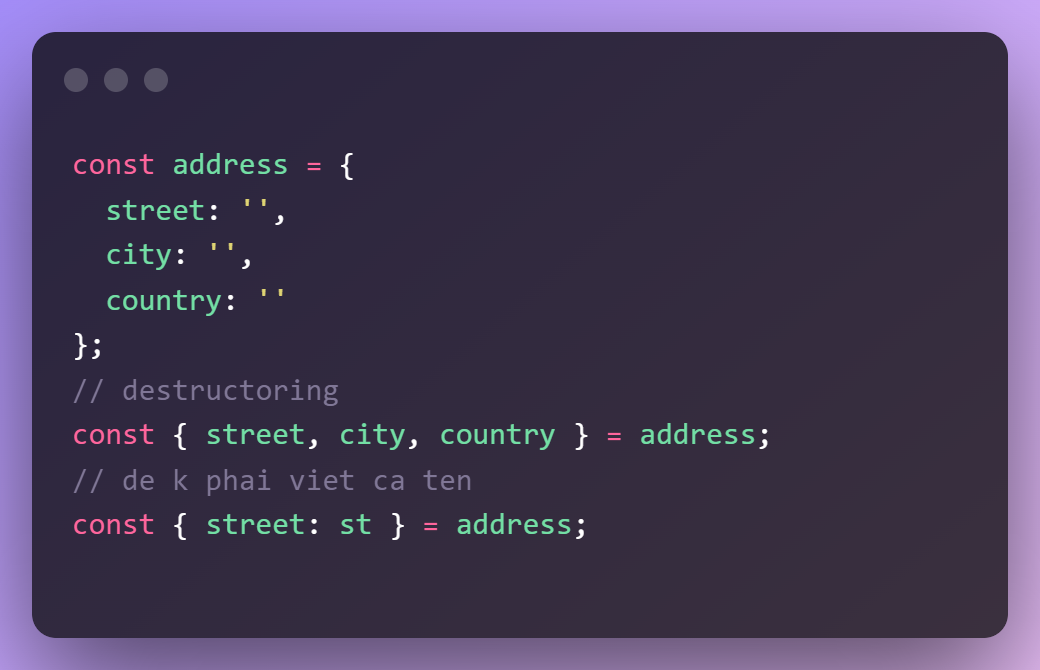 const address = {
  street: '',
  city: '',
  country: ''
};
// destructoring
const { street, city, country } = address;
// de k phai viet ca ten
const { street: st } = address;